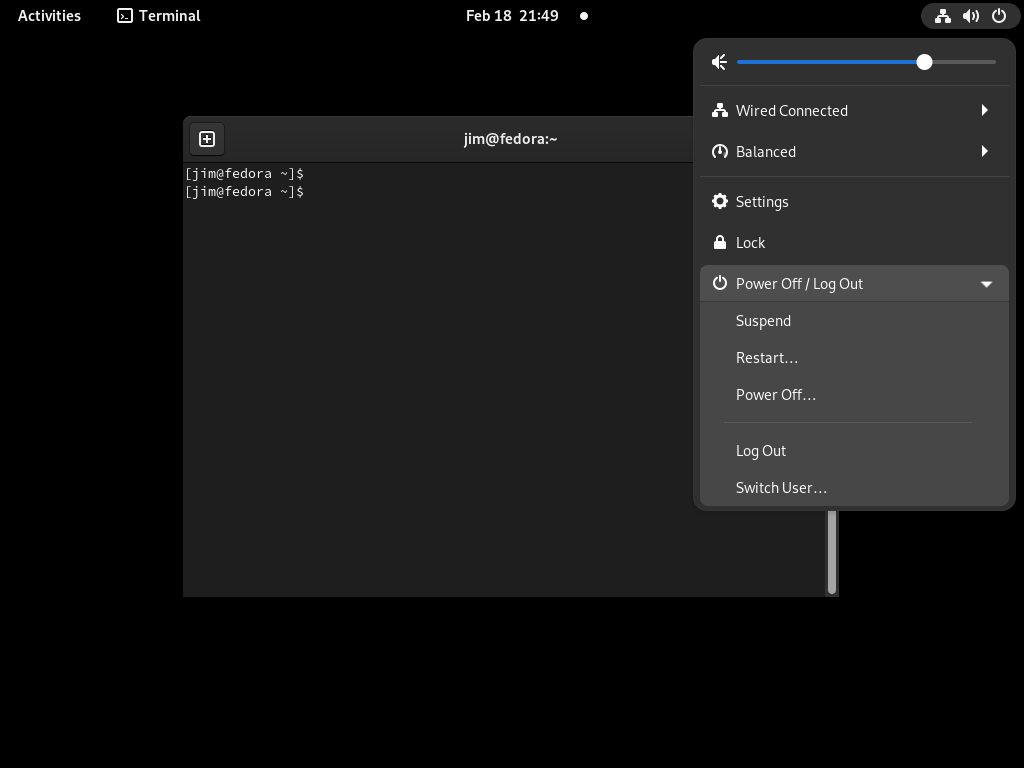 Activities Terminal Feb 18 21:49
Wired Connected
Balanced
Settings
Lock
Power Off / Log Out
Suspend
Restart…
Power Off…
Log Out
Switch User…
jim@fedora:~
[jim@fedora ~]$
[jim@fedora ~]$